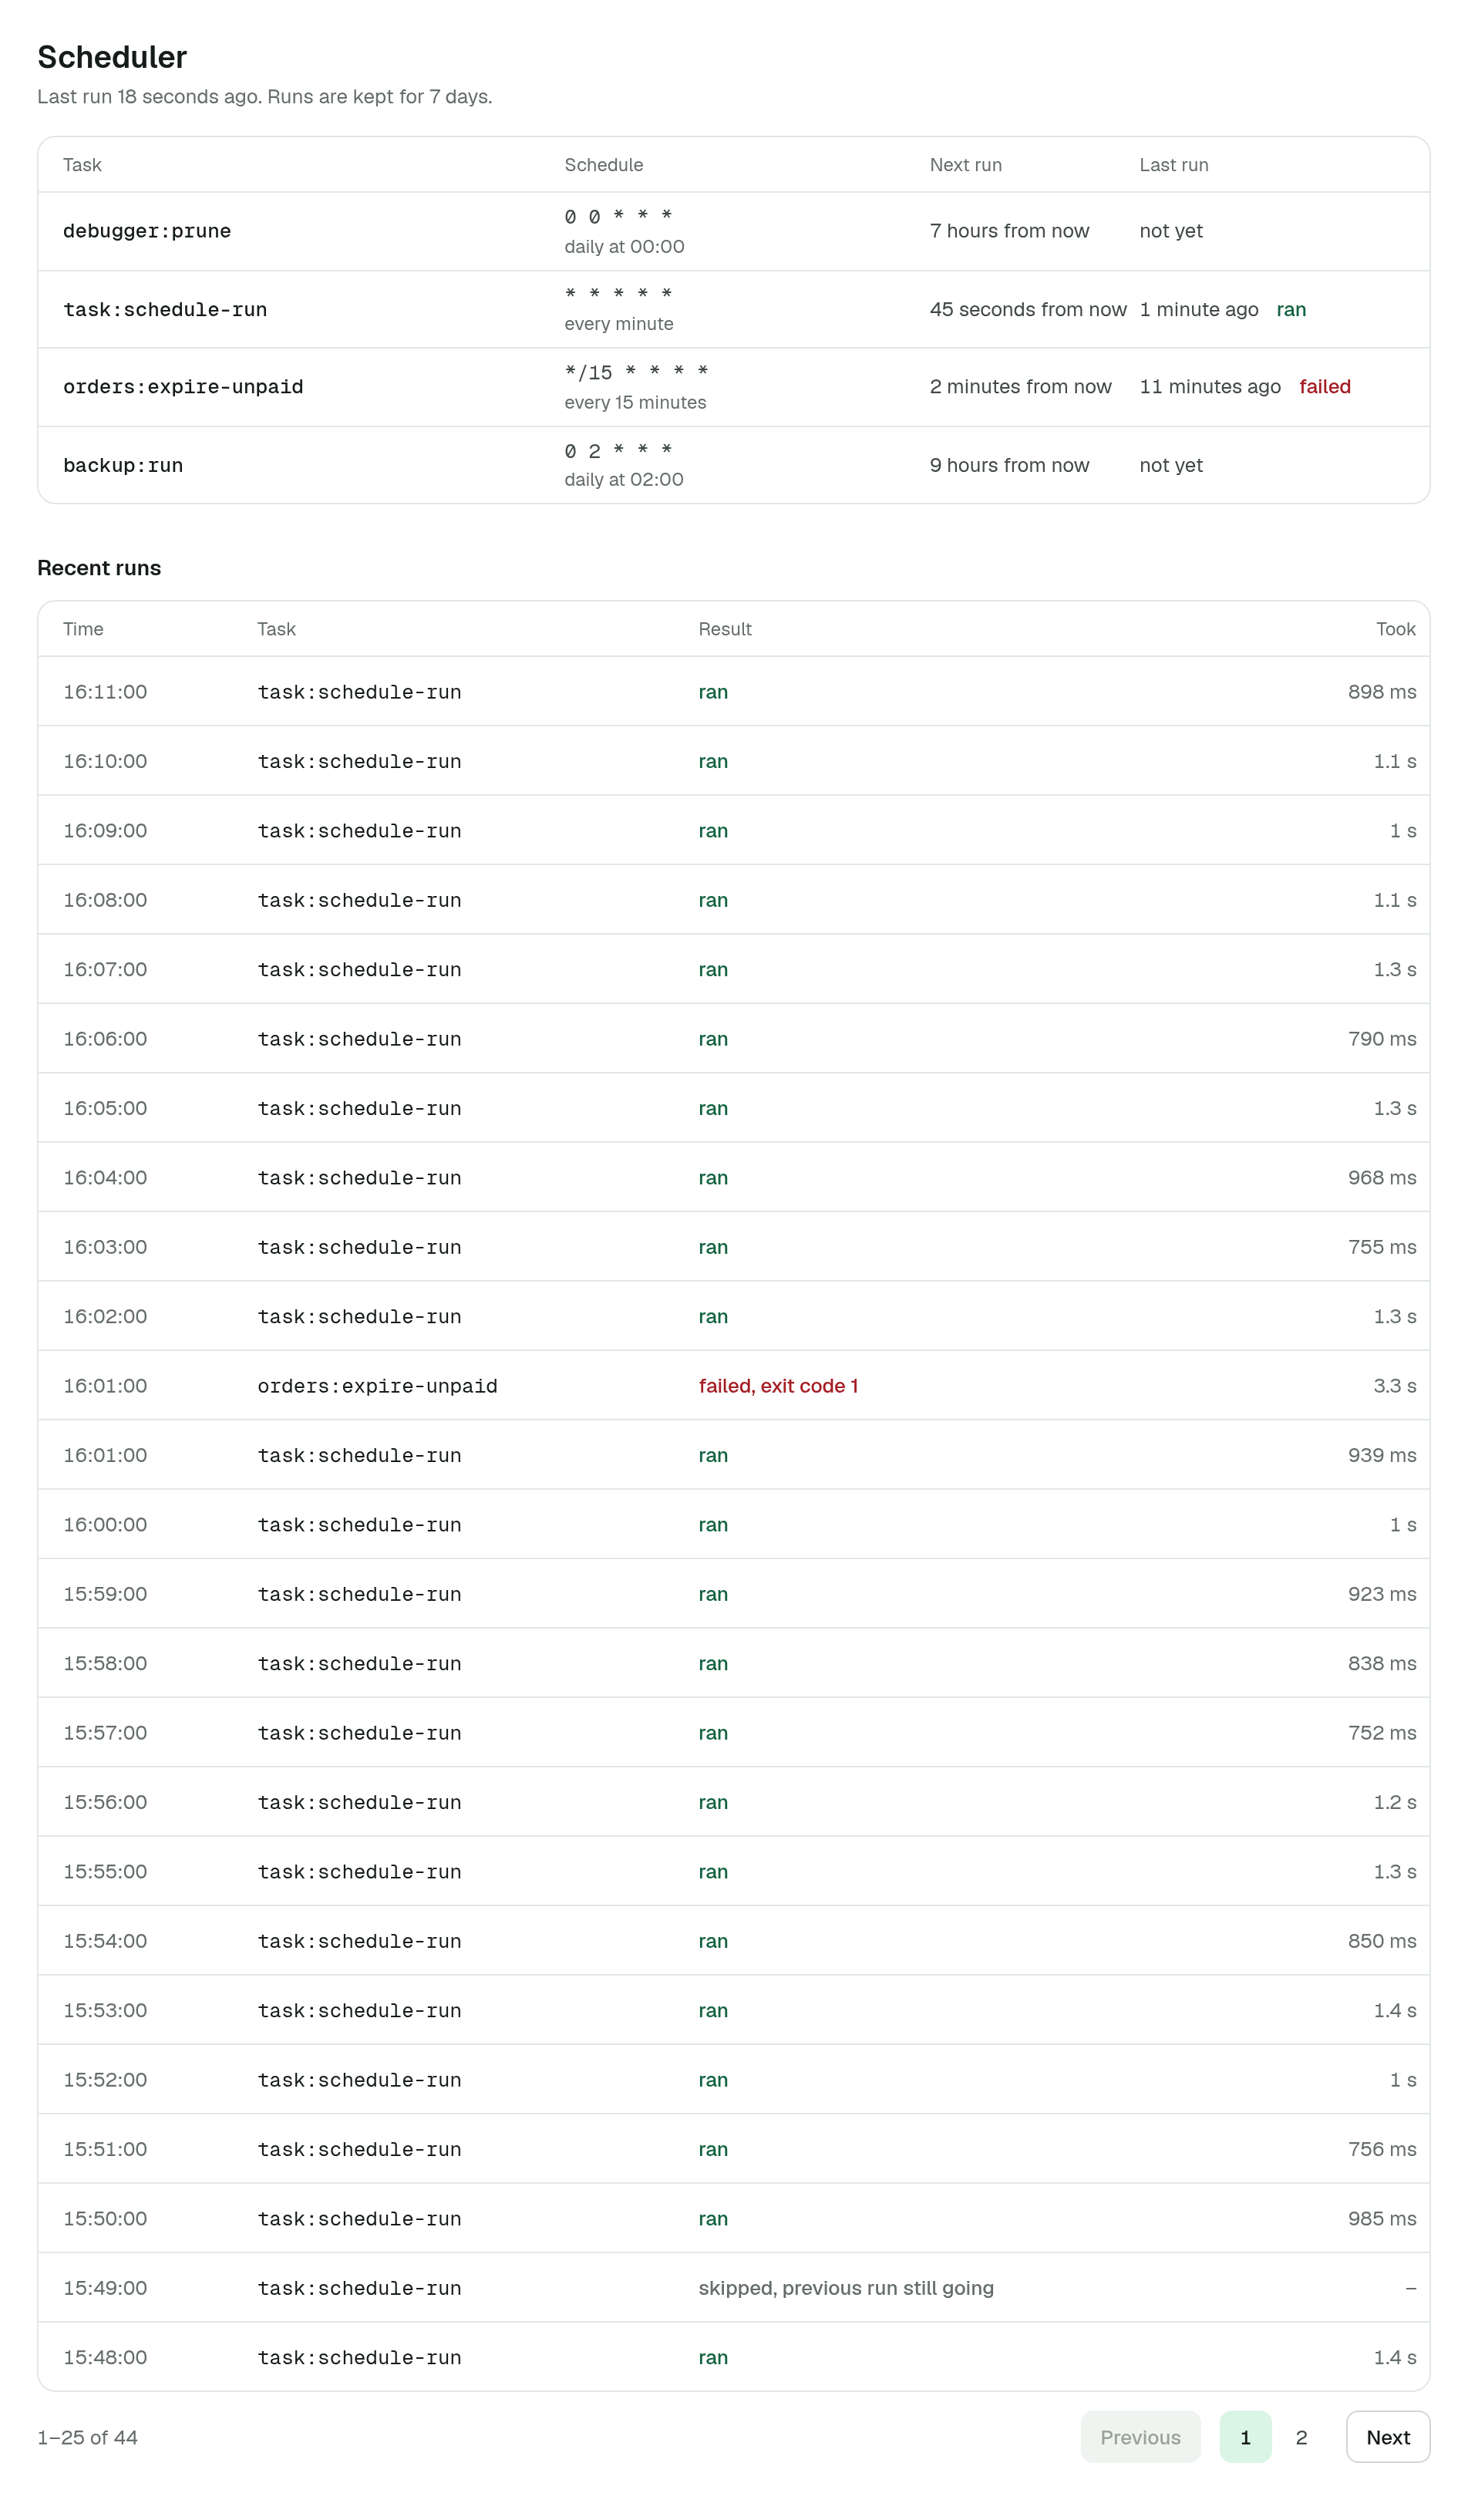 Scheduler
Last run 18 seconds ago. Runs are kept for 7 days.
Task Schedule Next run Last run
debugger:prune 0 0 * * * 7 hours from now not yet
daily at 00:00
task:schedule-run * * * * * 45 seconds from now 1 minute ago ran
every minute
orders:expire-unpaid */15 * * * * 2 minutes from now 11 minutes ago failed
every 15 minutes
backup:run 0 2 * * * 9 hours from now not yet
daily at 02:00
Recent runs
Time Task Result Took
16:11:00 task:schedule-run ran 898 ms
16:10:00 task:schedule-run ran 1.1 s
16:09:00 task:schedule-run ran 1 s
16:08:00 task:schedule-run ran 1.1 s
16:07:00 task:schedule-run ran 1.3 s
16:06:00 task:schedule-run ran 790 ms
16:05:00 task:schedule-run ran 1.3 s
16:04:00 task:schedule-run ran 968 ms
16:03:00 task:schedule-run ran 755 ms
16:02:00 task:schedule-run ran 1.3 s
16:01:00 orders:expire-unpaid failed, exit code 1 3.3 s
16:01:00 task:schedule-run ran 939 ms
16:00:00 task:schedule-run ran 1 s
15:59:00 task:schedule-run ran 923 ms
15:58:00 task:schedule-run ran 838 ms
15:57:00 task:schedule-run ran 752 ms
15:56:00 task:schedule-run ran 1.2 s
15:55:00 task:schedule-run ran 1.3 s
15:54:00 task:schedule-run ran 850 ms
15:53:00 task:schedule-run ran 1.4 s
15:52:00 task:schedule-run ran 1 s
15:51:00 task:schedule-run ran 756 ms
15:50:00 task:schedule-run ran 985 ms
15:49:00 task:schedule-run skipped, previous run still going –
15:48:00 task:schedule-run ran 1.4 s
1–25 of 44 Previous 1 2 Next